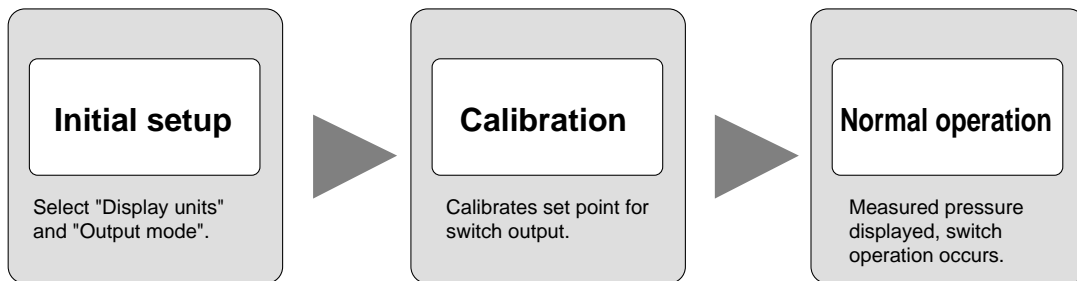 Initial setup
Select "Display units"
and "Output mode".
Calibration
Calibrates set point for
switch output.
Normal operation
Measured pressure
displayed, switch
operation occurs.